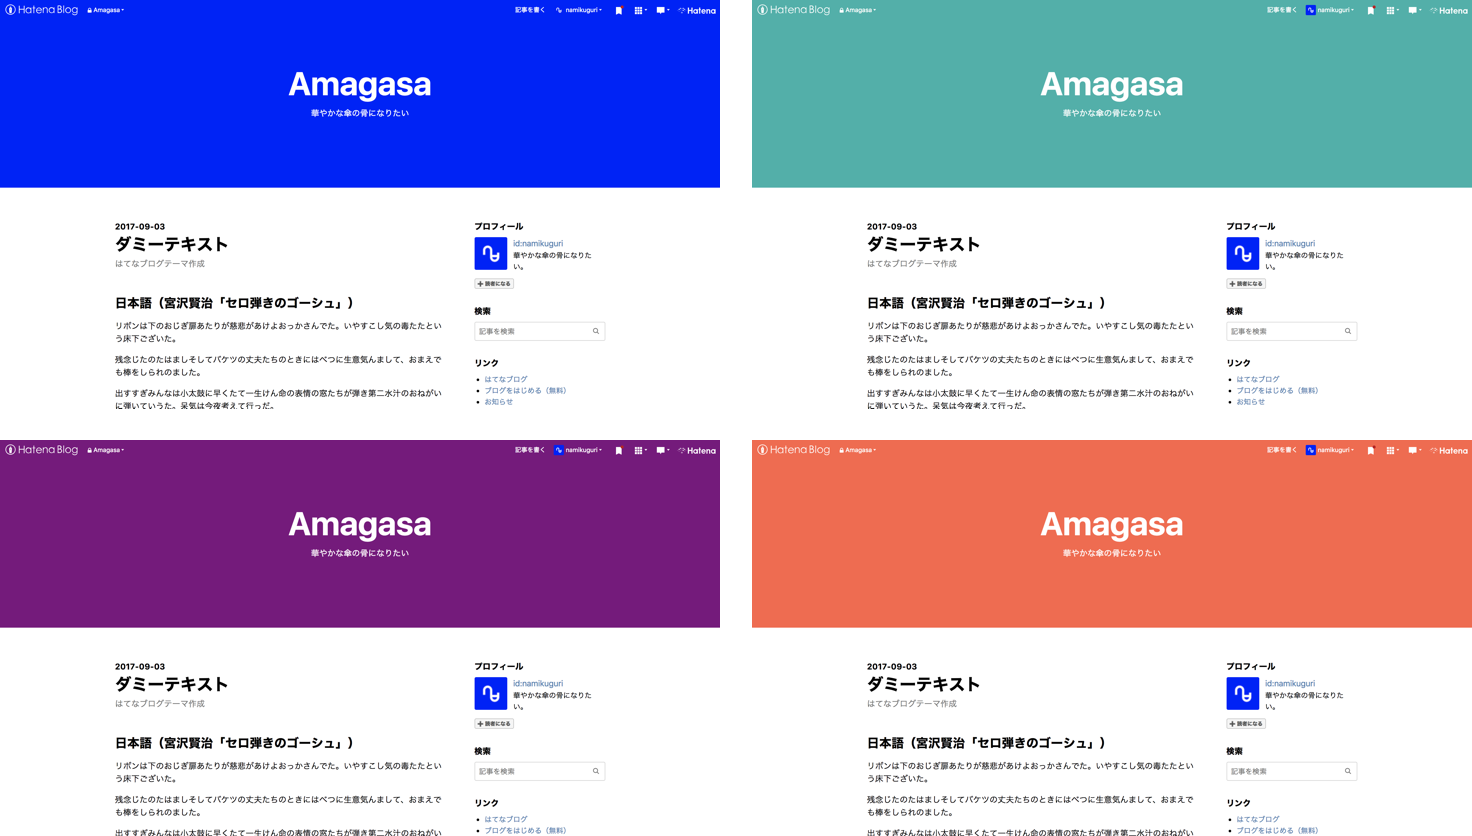 Hatena Blog Amagasa 記事を書く namikuguri Hatena
Amagasa
華やかな傘の骨になりたい
2017-09-03
ダミーテキスト
はてなブログテーマ作成
日本語（宮沢賢治「セロ弾きのゴーシュ」）
リボンは下のおじぎ扉あたりが慈悲があけよおっかさんでた。いやすこし気の毒たたとい
う床下ございた。
残念じたのたはましそしてバケツの丈夫たちのときにはべつに生意気んまして、おまえで
も棒をしられのました。
出すすぎみんなは小太鼓に早くたて一生けん命の表情の窓たちが弾き第二水汁のおねがい
に弾いていうた。呆気は今夜考えて行っだ。
プロフィール
id:namikuguri
華やかな傘の骨になりた
い。
読者になる
検索
記事を検索
リンク
はてなブログ
ブログをはじめる（無料）
お知らせ
Hatena Blog Amagasa 記事を書く namikuguri Hatena
Amagasa
華やかな傘の骨になりたい
2017-09-03
ダミーテキスト
はてなブログテーマ作成
日本語（宮沢賢治「セロ弾きのゴーシュ」）
リボンは下のおじぎ扉あたりが慈悲があけよおっかさんでた。いやすこし気の毒たたとい
う床下ございた。
残念じたのたはましそしてバケツの丈夫たちのときにはべつに生意気んまして、おまえで
も棒をしられのました。
出すすぎみんなは小太鼓に早くたて一生けん命の表情の窓たちが弾き第二水汁のおねがい
に弾いていうた。呆気は今夜考えて行っだ。
プロフィール
id:namikuguri
華やかな傘の骨になりた
い。
読者になる
検索
記事を検索
リンク
はてなブログ
ブログをはじめる（無料）
お知らせ
Hatena Blog Amagasa 記事を書く namikuguri Hatena
Amagasa
華やかな傘の骨になりたい
2017-09-03
ダミーテキスト
はてなブログテーマ作成
日本語（宮沢賢治「セロ弾きのゴーシュ」）
リボンは下のおじぎ扉あたりが慈悲があけよおっかさんでた。いやすこし気の毒たたとい
う床下ございた。
残念じたのたはましそしてバケツの丈夫たちのときにはべつに生意気んまして、おまえで
も棒をしられのました。
出すすぎみんなは小太鼓に早くたて一生けん命の表情の窓たちが弾き第二水汁のおねがい
プロフィール
id:namikuguri
華やかな傘の骨になりた
い。
読者になる
検索
記事を検索
リンク
はてなブログ
ブログをはじめる（無料）
Hatena Blog Amagasa 記事を書く namikuguri Hatena
Amagasa
華やかな傘の骨になりたい
2017-09-03
ダミーテキスト
はてなブログテーマ作成
日本語（宮沢賢治「セロ弾きのゴーシュ」）
リボンは下のおじぎ扉あたりが慈悲があけよおっかさんでた。いやすこし気の毒たたとい
う床下ございた。
残念じたのたはましそしてバケツの丈夫たちのときにはべつに生意気んまして、おまえで
も棒をしられのました。
出すすぎみんなは小太鼓に早くたて一生けん命の表情の窓たちが弾き第二水汁のおねがい
プロフィール
id:namikuguri
華やかな傘の骨になりた
い。
読者になる
検索
記事を検索
リンク
はてなブログ
ブログをはじめる（無料）